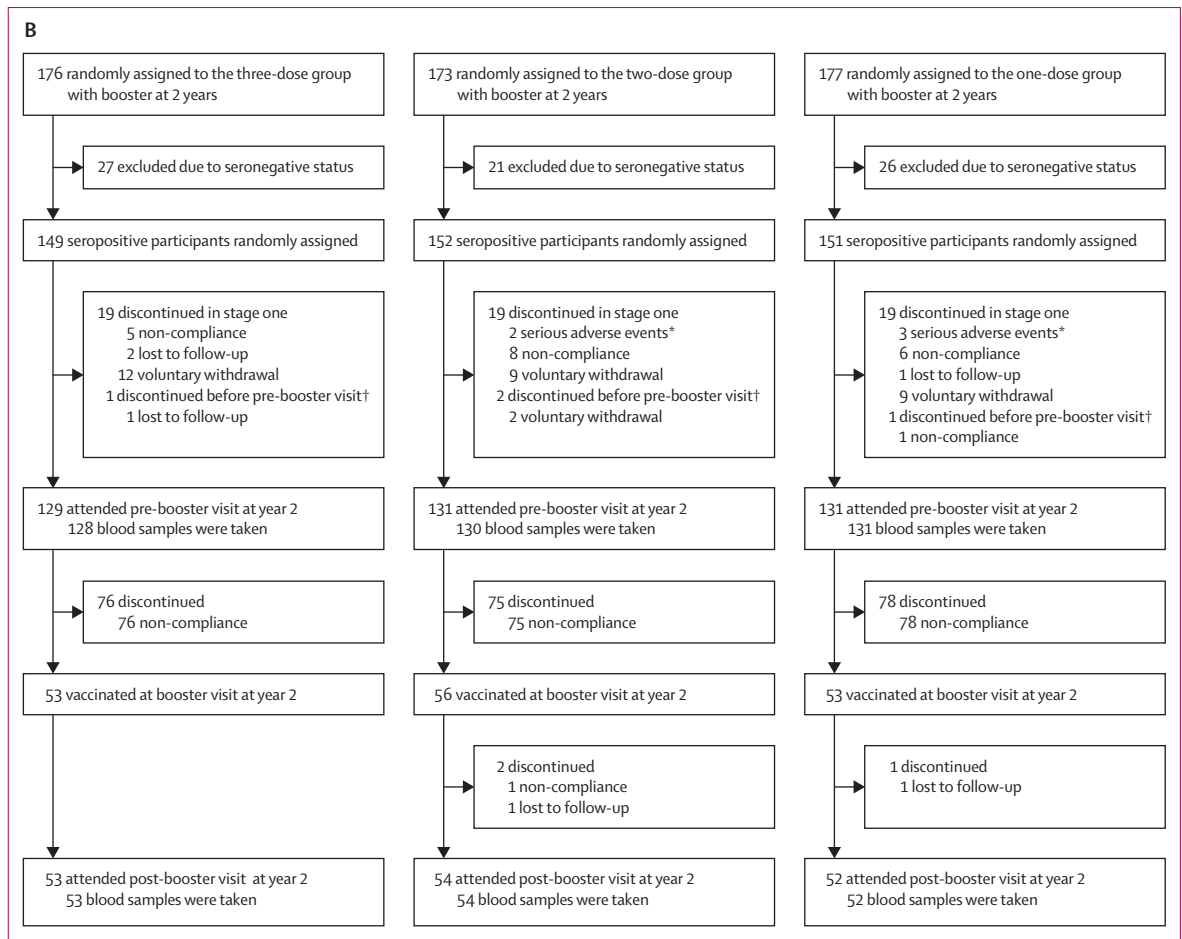 B
176 randomly assigned to the three-dose group
with booster at 2 years
27 excluded due to seronegative status
149 seropositive participants randomly assigned
19 discontinued in stage one
5 non-compliance
2 lost to follow-up
12 voluntary withdrawal
1 discontinued before pre-booster visit†
1 lost to follow-up
129 attended pre-booster visit at year 2
128 blood samples were taken
76 discontinued
76 non-compliance
53 vaccinated at booster visit at year 2
53 attended post-booster visit at year 2
53 blood samples were taken
173 randomly assigned to the two-dose group
with booster at 2 years
21 excluded due to seronegative status
152 seropositive participants randomly assigned
19 discontinued in stage one
2 serious adverse events*
8 non-compliance
9 voluntary withdrawal
2 discontinued before pre-booster visit†
2 voluntary withdrawal
131 attended pre-booster visit at year 2
130 blood samples were taken
75 discontinued
75 non-compliance
56 vaccinated at booster visit at year 2
2 discontinued
1 non-compliance
1 lost to follow-up
54 attended post-booster visit at year 2
54 blood samples were taken
177 randomly assigned to the one-dose group
with booster at 2 years
26 excluded due to seronegative status
151 seropositive participants randomly assigned
19 discontinued in stage one
3 serious adverse events*
6 non-compliance
1 lost to follow-up
9 voluntary withdrawal
1 discontinued before pre-booster visit†
1 non-compliance
131 attended pre-booster visit at year 2
131 blood samples were taken
78 discontinued
78 non-compliance
53 vaccinated at booster visit at year 2
1 discontinued
1 lost to follow-up
52 attended post-booster visit at year 2
52 blood samples were taken